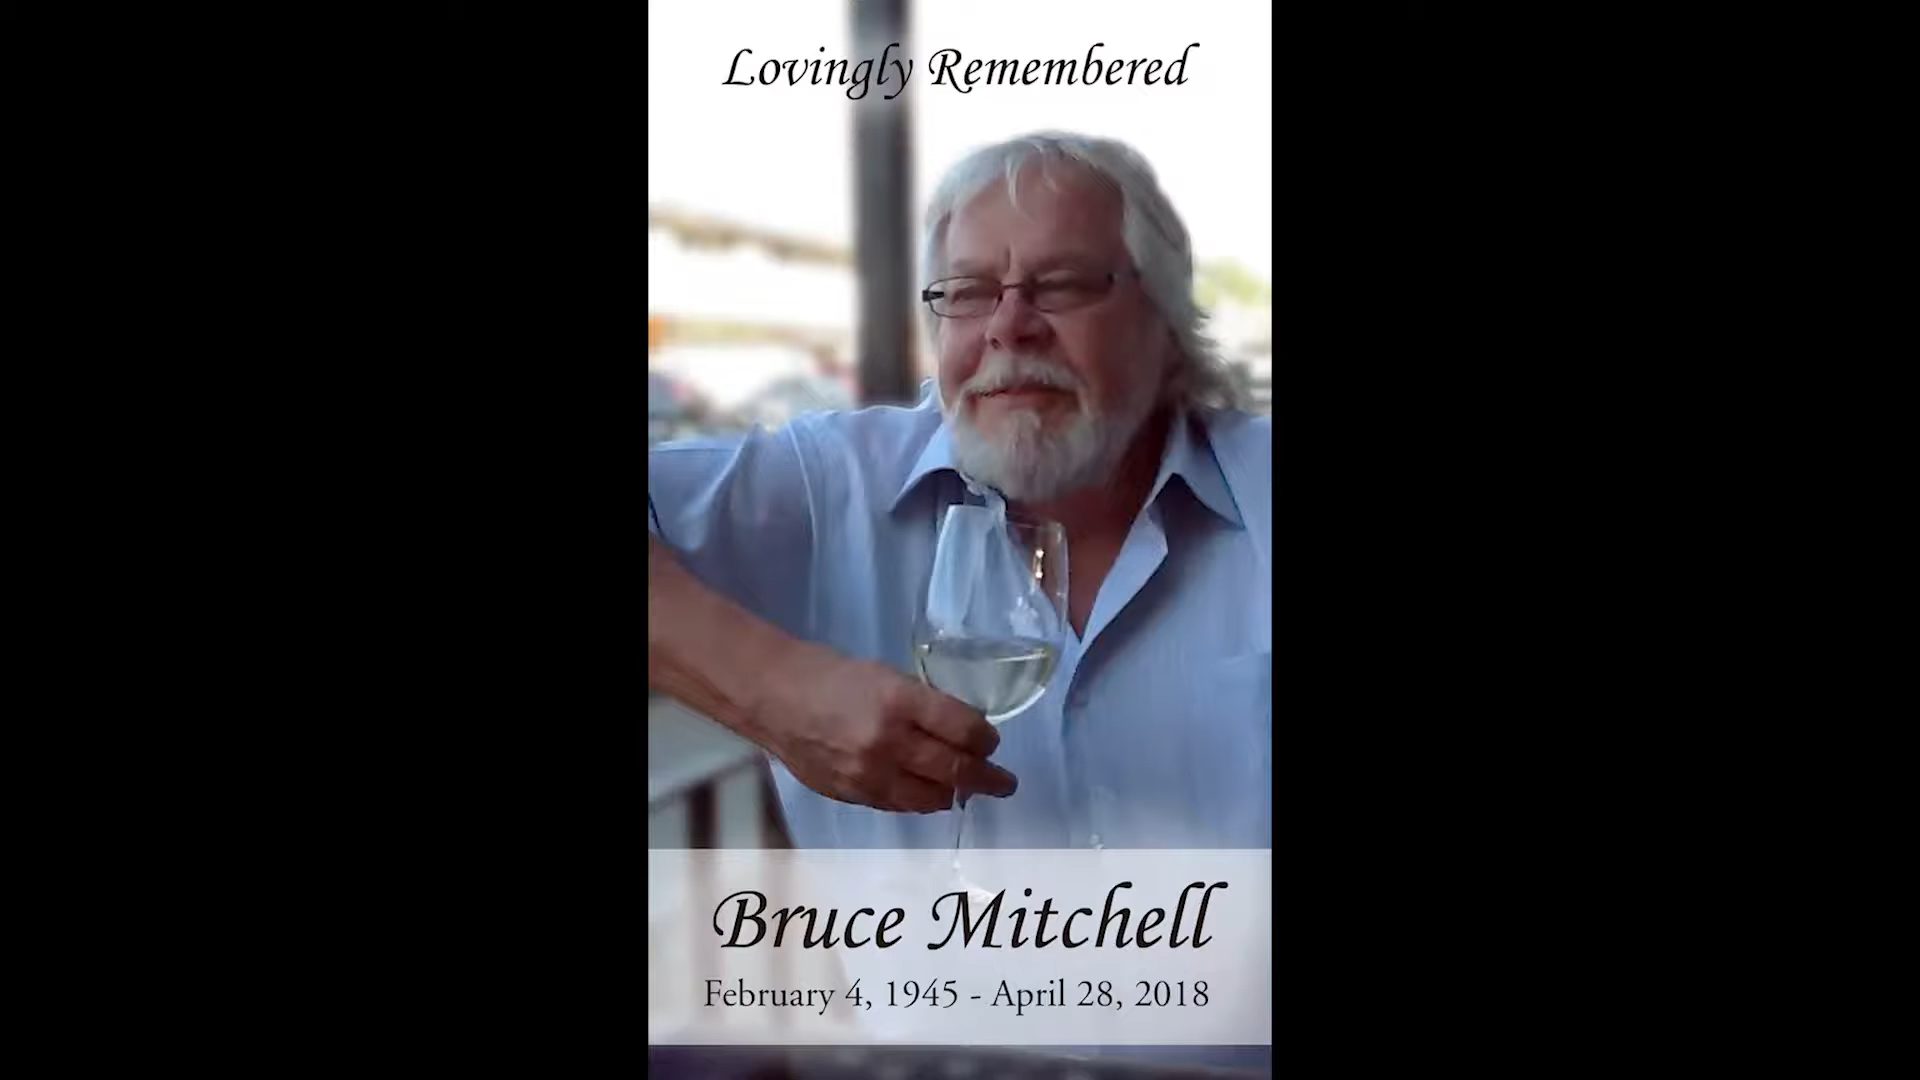 Lovingly Remembered
Bruce Mitchell
February 4, 1945 - April 28, 2018